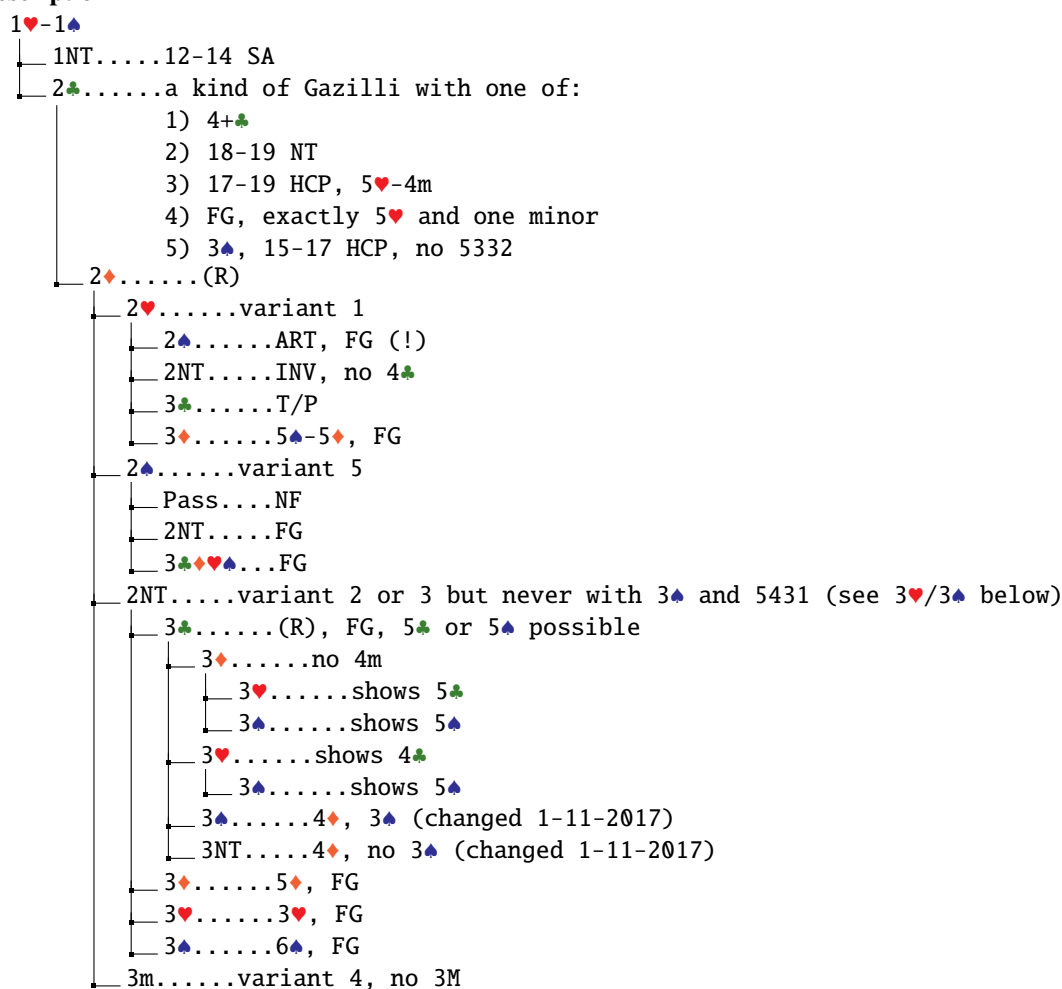 1♥-1♠
1NT.....12-14 SA
2♣......a kind of Gazilli with one of:
1) 4+♣
2) 18-19 NT
3) 17-19 HCP, 5♥-4m
4) FG, exactly 5♥ and one minor
5) 3♠, 15-17 HCP, no 5332
2♦......(R)
2♥......variant 1
2♠......ART, FG (!)
2NT.....INV, no 4♣
3♣......T/P
3♦......5♠-5♦, FG
2♠......variant 5
Pass....NF
2NT.....FG
3♣♦♥♠...FG
2NT.....variant 2 or 3 but never with 3♠ and 5431 (see 3♥/3♠ below)
3♣......(R), FG, 5♣ or 5♠ possible
3♦......no 4m
3♥......shows 5♣
3♠......shows 5♠
3♥......shows 4♣
3♠......shows 5♠
3♠......4♦, 3♠ (changed 1-11-2017)
3NT.....4♦, no 3♠ (changed 1-11-2017)
3♦......5♦, FG
3♥......3♥, FG
3♠......6♠, FG
3m......variant 4, no 3M